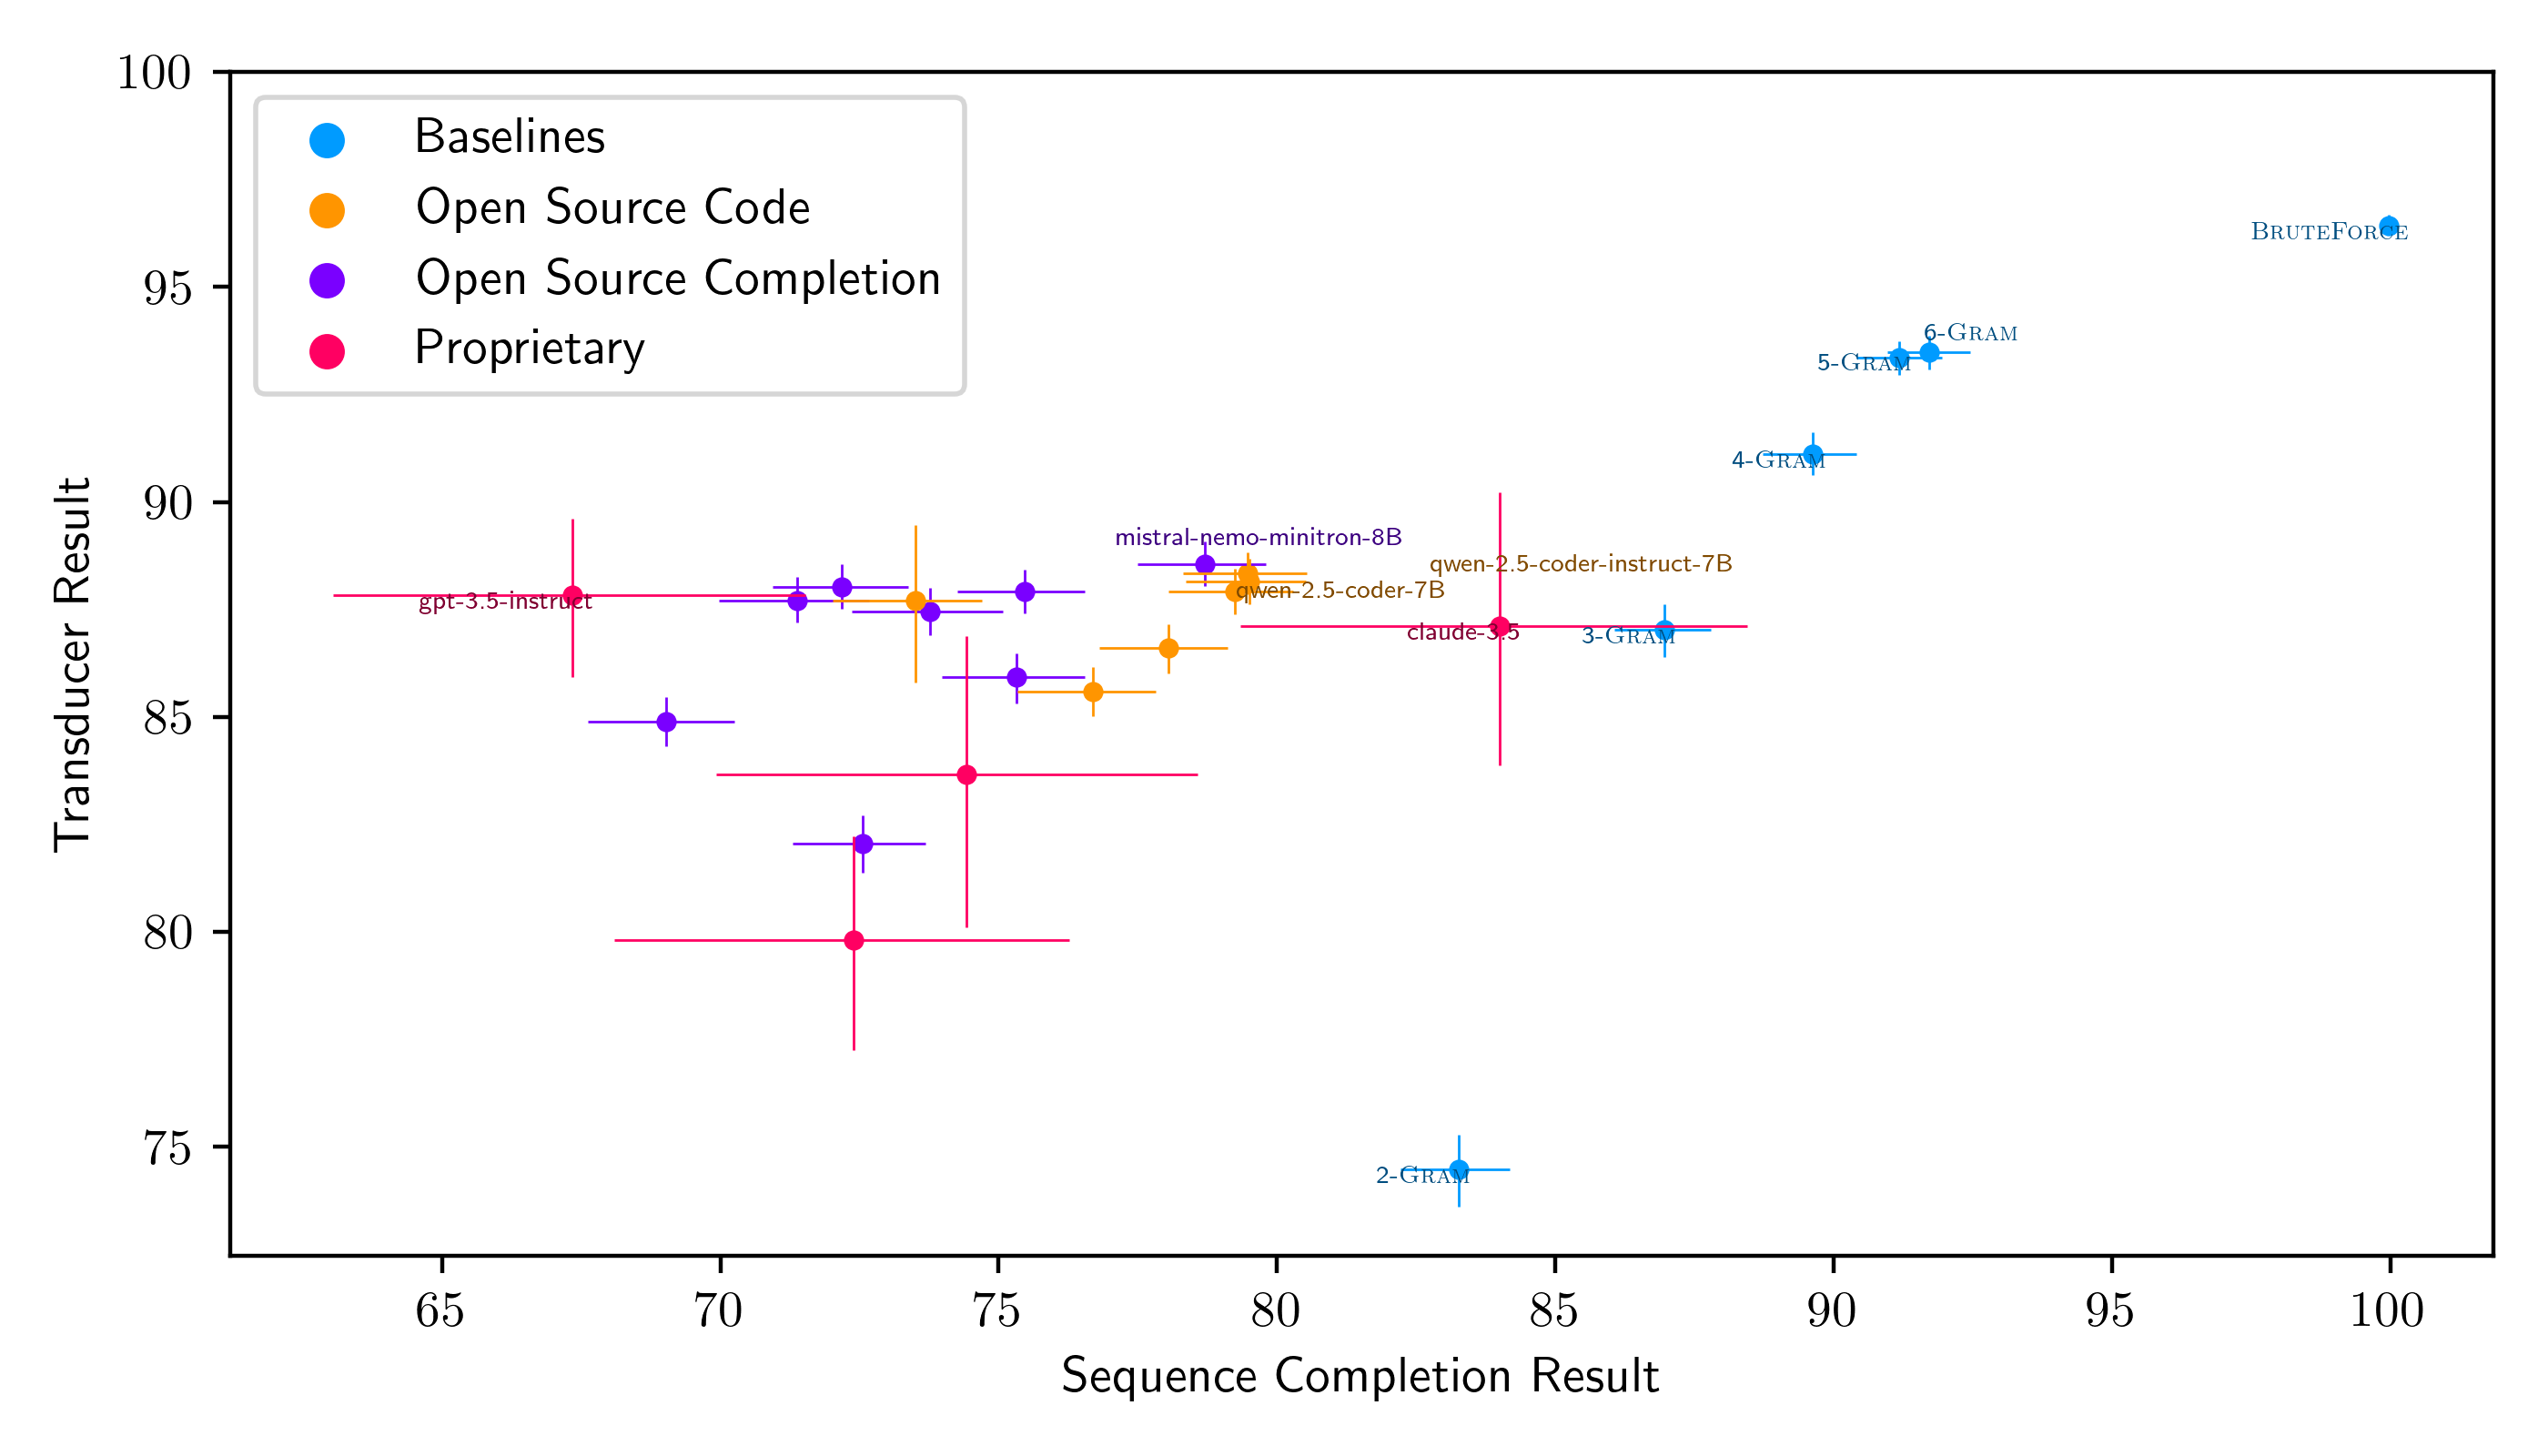 100
95
90
85
80
75
Transducer Result
Baselines
Open Source Code
Open Source Completion
Proprietary
BruteForce
6-Gram
5-Gram
4-Gram
mistral-nemo-minitron-8B
qwen-2.5-coder-instruct-7B
qwen-2.5-coder-7B
gpt-3.5-instruct
claude-3.5
3-Gram
2-Gram
65 70 75 80 85 90 95 100
Sequence Completion Result